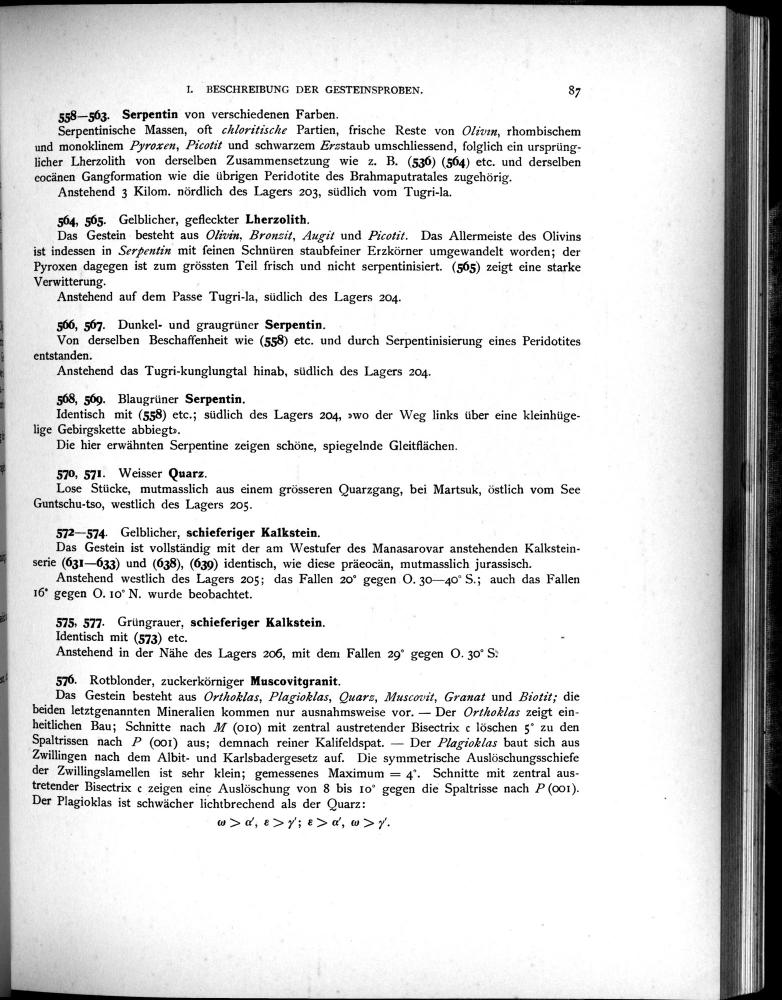 I. BESCHREIBUNG DER GESTEINSPROBEN. 87
558—563. Serpentin von verschiedenen Farben.
Serpentinische Massen, oft chloritische Partien, frische Reste von Olivin, rhombischem
und monoklinem Pyroxen, Picotit und schwarzem Erzstaub umschliessend, folglich ein ursprüng-
licher Lherzolith von derselben Zusammensetzung wie z. B. (536) (564) etc. und derselben
eocänen Gangformation wie die übrigen Peridotite des Brahmaputratales zugehörig.
Anstehend 3 Kilom. nördlich des Lagers 203, südlich vom Tugri-la.
564, 565. Gelblicher, gefleckter Lherzolith.
Das Gestein besteht aus Olivin, Bronzit, Augit und Picotit. Das Allermeiste des Olivins
ist indessen in Serpentin mit feinen Schnüren staubfeiner Erzkörner umgewandelt worden; der
Pyroxen dagegen ist zum grössten Teil frisch und nicht serpentinisiert. (565) zeigt eine starke
Verwitterung.
Anstehend auf dem Passe Tugri-la, südlich des Lagers 204.
566, 567. Dunkel- und graugrüner Serpentin.
Von derselben Beschaffenheit wie (558) etc. und durch Serpentinisierung eines Peridotites
entstanden.
Anstehend das Tugri-kunglungtal hinab, südlich des Lagers 204.
568, 569. Blaugrüner Serpentin.
Identisch mit (558) etc.; südlich des Lagers 204, »wo der Weg links über eine kleinhüge-
lige Gebirgskette abbiegt».
Die hier erwähnten Serpentine zeigen schöne, spiegelnde Gleitflächen.
570, 571. Weisser Quarz.
Lose Stücke, mutmasslich aus einem grösseren Quarzgang, bei Martsuk, östlich vom See
Guntschu-tso, westlich des Lagers 205.
572—574. Gelblicher, schieferiger Kalkstein.
Das Gestein ist vollständig mit der am Westufer des Manasarovar anstehenden Kalkstein-
serie (631—633) und (638), (639) identisch, wie diese präeocän, mutmasslich jurassisch.
Anstehend westlich des Lagers 205; das Fallen 20° gegen O. 30—40° S.; auch das Fallen
16° gegen O. 10° N. wurde beobachtet.
575, 577. Grüngrauer, schieferiger Kalkstein.
Identisch mit (573) etc.
Anstehend in der Nähe des Lagers 206, mit dem Fallen 29° gegen O. 30° S.
576. Rotblonder, zuckerkörniger Muscovitgranit.
Das Gestein besteht aus Orthoklas, Plagioklas, Quarz, Muscovit, Granat und Biotit; die
beiden letztgenannten Mineralien kommen nur ausnahmsweise vor. — Der Orthoklas zeigt ein-
heitlichen Bau; Schnitte nach M (010) mit zentral austretender Bisectrix c löschen 5° zu den
Spaltrissen nach P (001) aus; demnach reiner Kalifeldspat. — Der Plagioklas baut sich aus
Zwillingen nach dem Albit- und Karlsbadergesetz auf. Die symmetrische Auslöschungsschiefe
der Zwillingslamellen ist sehr klein; gemessenes Maximum = 4°. Schnitte mit zentral aus-
tretender Bisectrix c zeigen eine Auslöschung von 8 bis 10° gegen die Spaltrisse nach P (001).
Der Plagioklas ist schwächer lichtbrechend als der Quarz:
ω > α′, ε > γ′; ε > α′, ω > γ′.